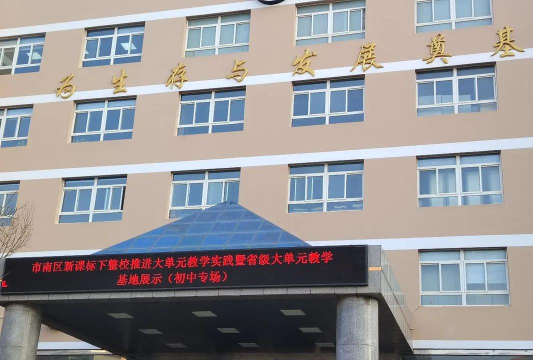 为生存与发展奠基
市南区新课标下整校推进大单元教学实践暨省级大单元教学
基地展示（初中专场）